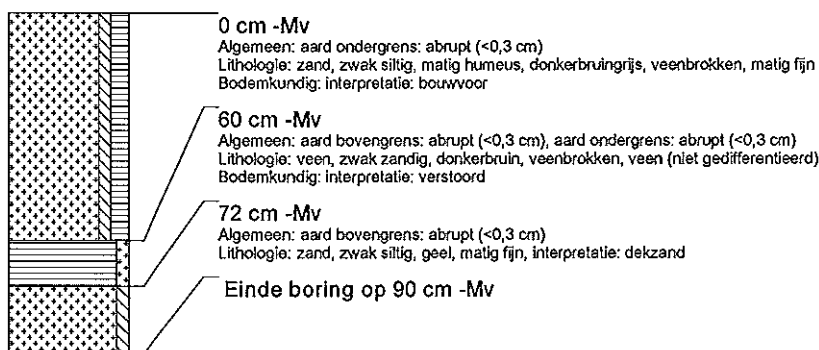 0 cm -Mv
Algemeen: aard ondergrens: abrupt (<0,3 cm)
Lithologie: zand, zwak siltig, matig humeus, donkerbruingrijs, veenbrokken, matig fijn
Bodemkundig: interpretatie: bouwvoor
60 cm -Mv
Algemeen: aard bovengrens: abrupt (<0,3 cm), aard ondergrens: abrupt (<0,3 cm)
Lithologie: veen, zwak zandig, donkerbruin, veenbrokken, veen (niet gedifferentieerd)
Bodemkundig: interpretatie: verstoord
72 cm -Mv
Algemeen: aard bovengrens: abrupt (<0,3 cm)
Lithologie: zand, zwak siltig, geel, matig fijn, interpretatie: dekzand
Einde boring op 90 cm -Mv